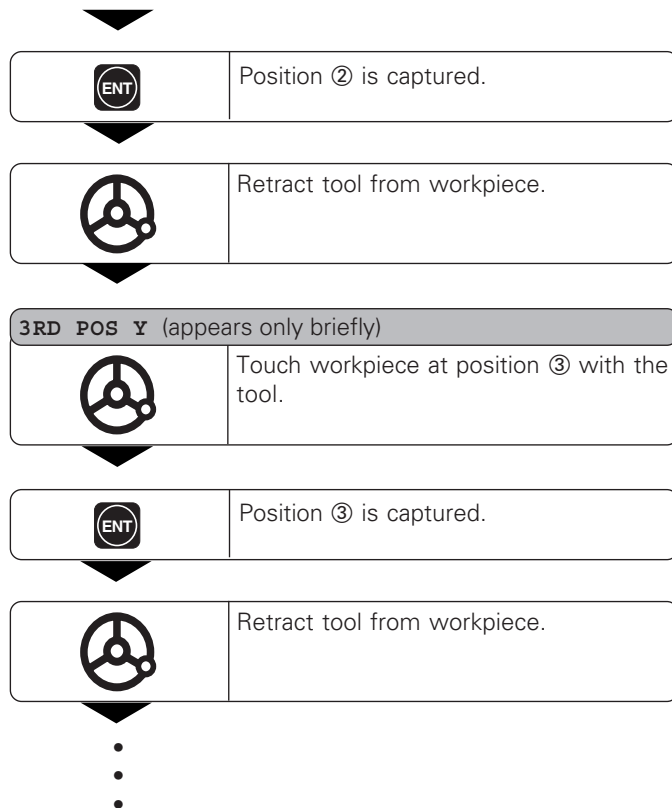 ENT
Position ② is captured.
Retract tool from workpiece.
3RD POS Y (appears only briefly)
Touch workpiece at position ③ with the
tool.
ENT
Position ③ is captured.
Retract tool from workpiece.